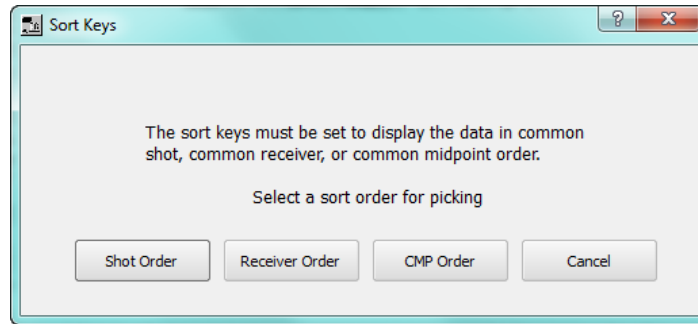 Sort Keys
The sort keys must be set to display the data in common
shot, common receiver, or common midpoint order.
Select a sort order for picking
Shot Order
Receiver Order
CMP Order
Cancel